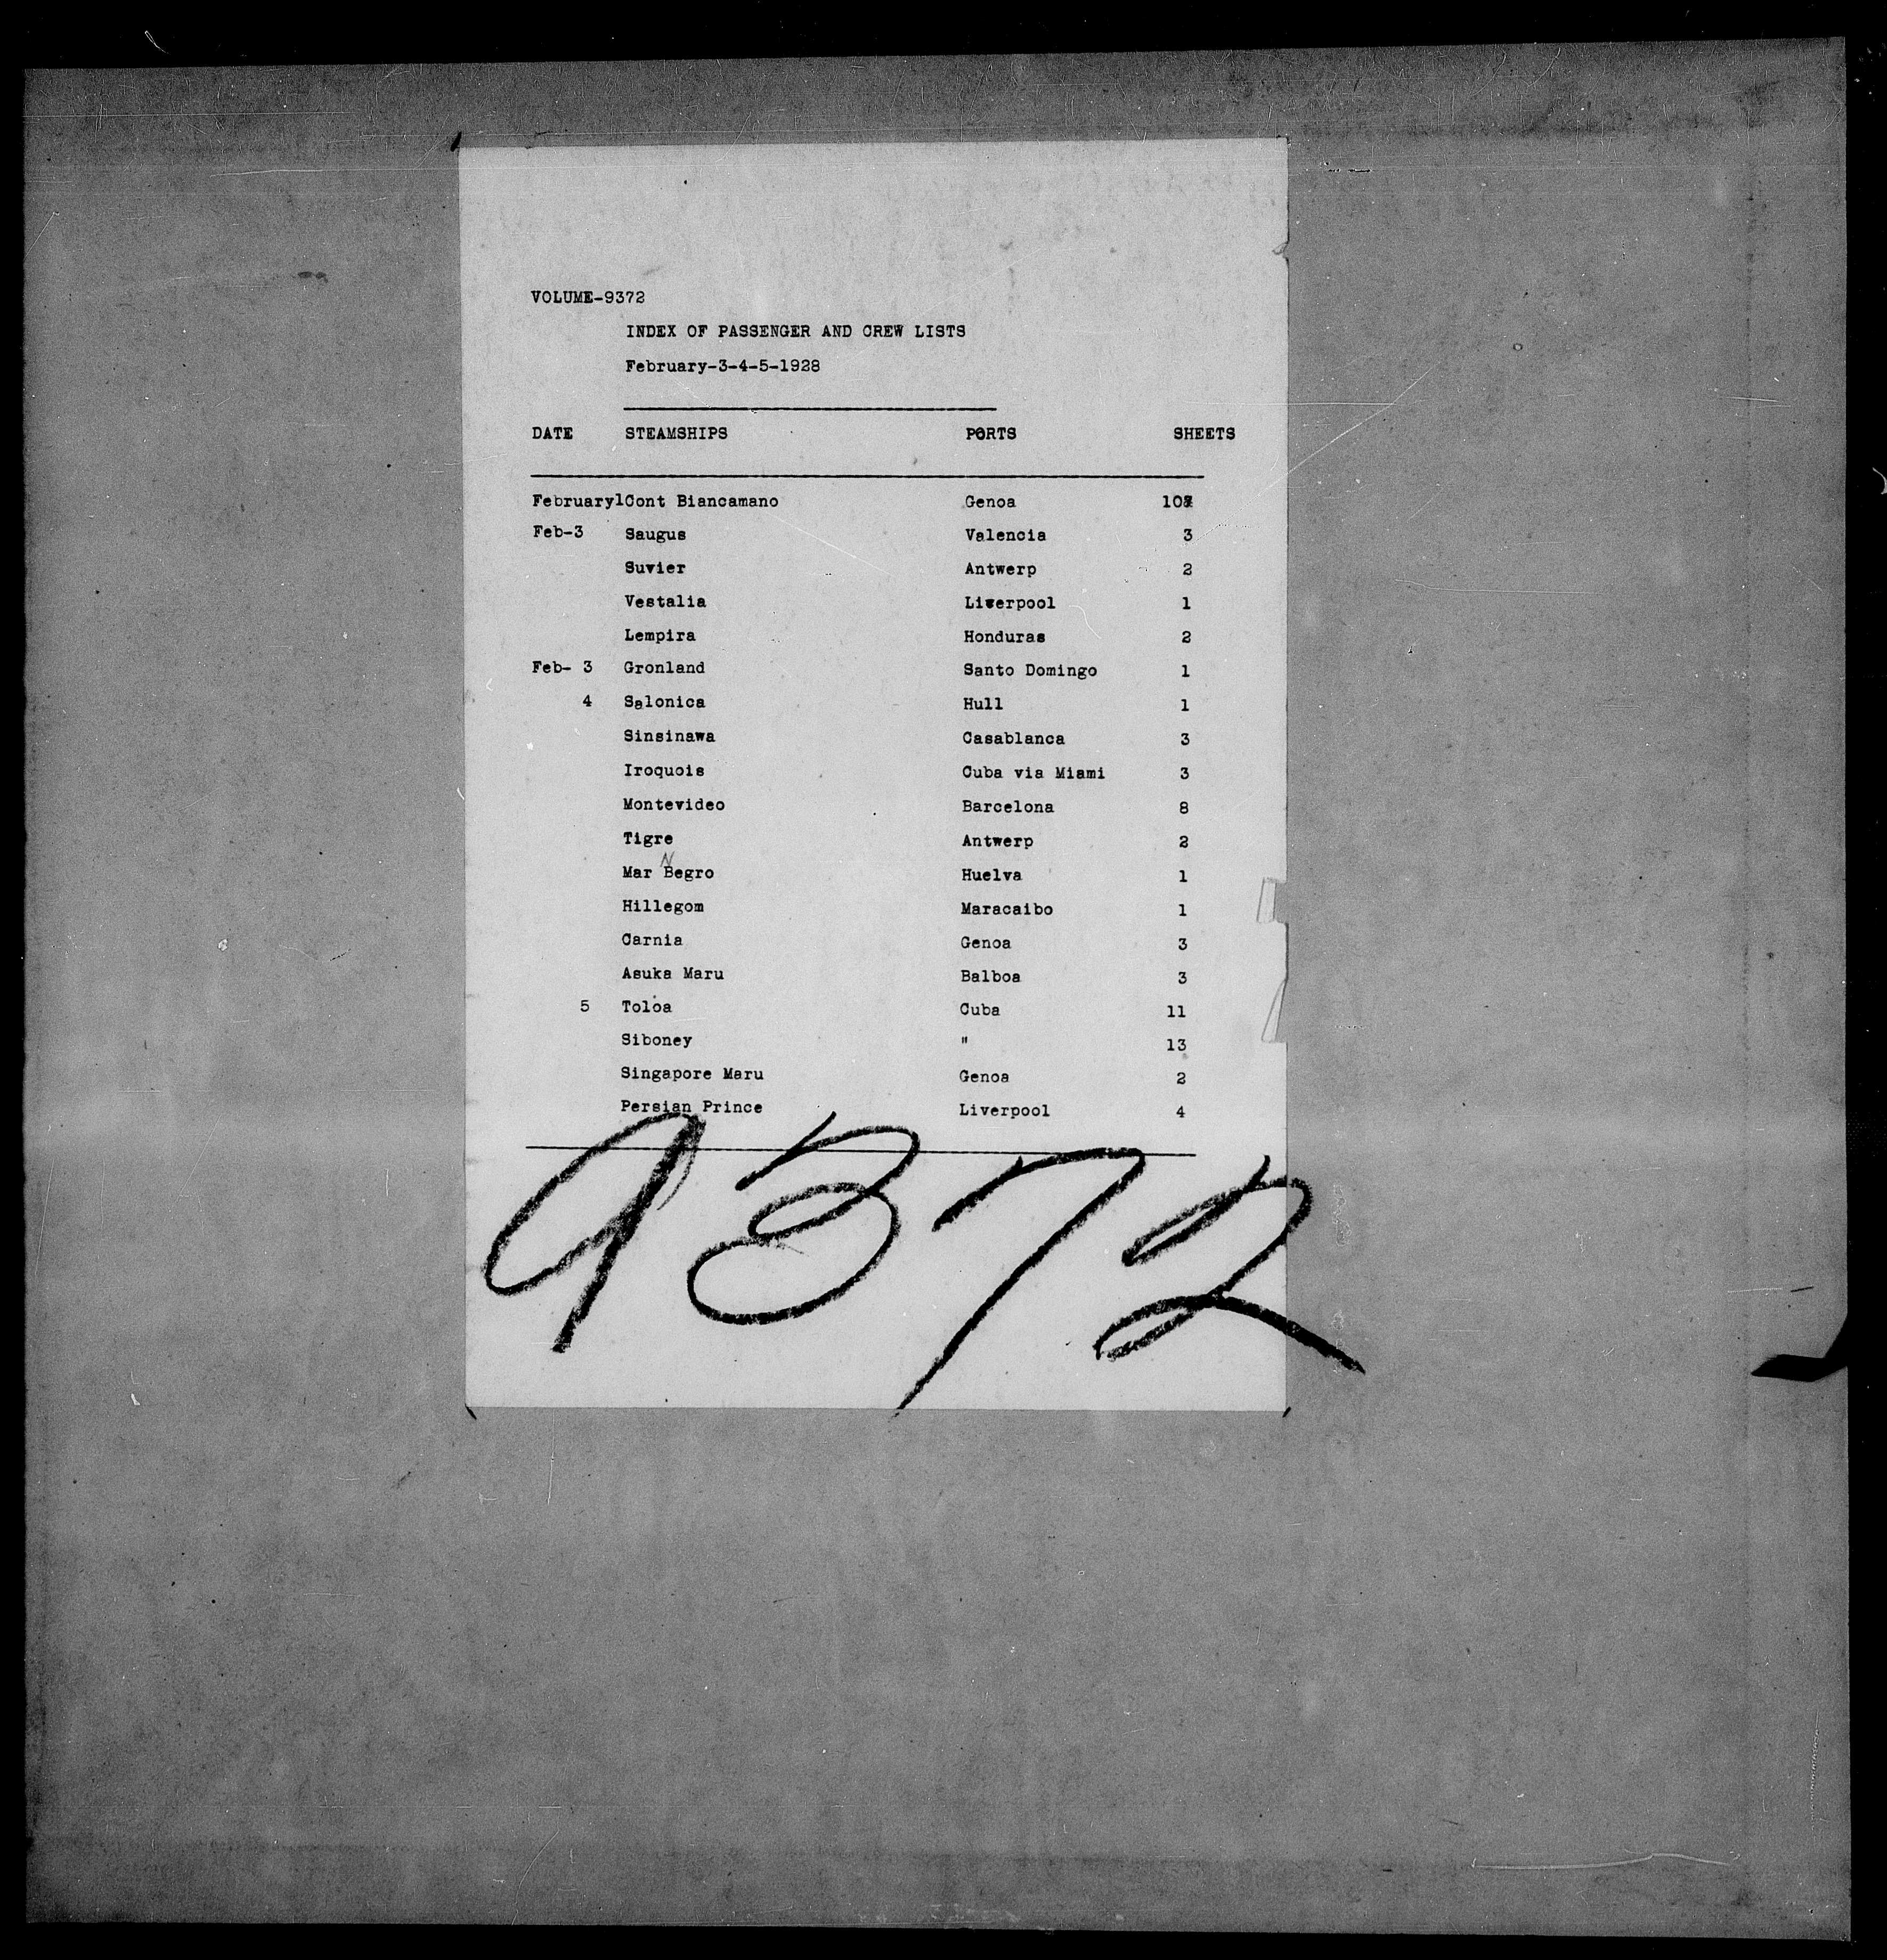 VOLUME-9372
INDEX OF PASSENGER AND CREW LISTS
February-3-4-5-1928
DATE STEAMSHIPS PORTS SHEETS
February1Cont Biancamano Genoa
Feb-3 Saugus Valencia 3
Suvier Antwerp 2
Vestalia Liverpool 1
Lempira Honduras 2
Feb- 3 Gronland Santo Domingo 1
4 Salonica Hull 1
Sinsinawa Casablanca 3
Iroquois Cuba via Miami 3
Montevideo Barcelona 8
Tigre Antwerp 2
N
Mar Begro Huelva 1
Hillegom Maracaibo 1
Carnia Genoa 3
Asuka Maru Balboa 3
5 Toloa Cuba 11
Siboney " 13
Singapore Maru Genoa 2
Persian Prince Liverpool 4
9372